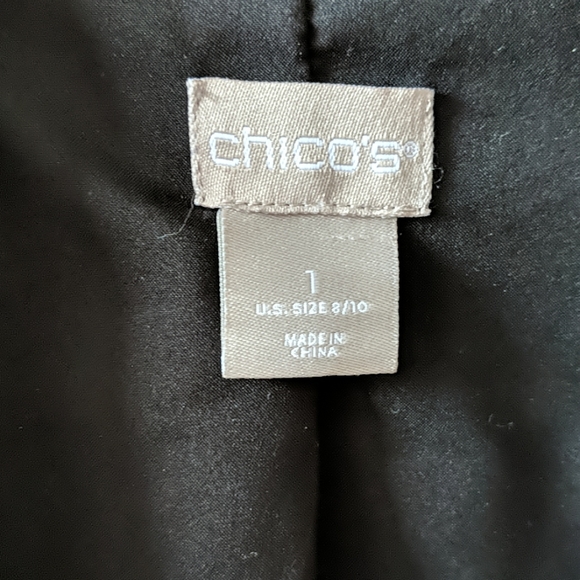 chico's®
1
U.S. SIZE 8/10
MADE IN
CHINA